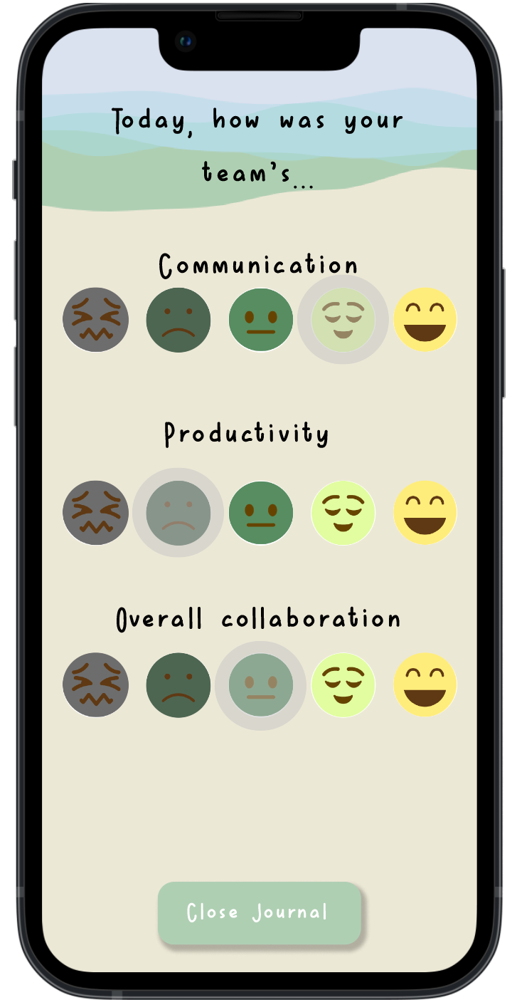 Today, how was your
team's...
Communication
Productivity
Overall collaboration
Close Journal